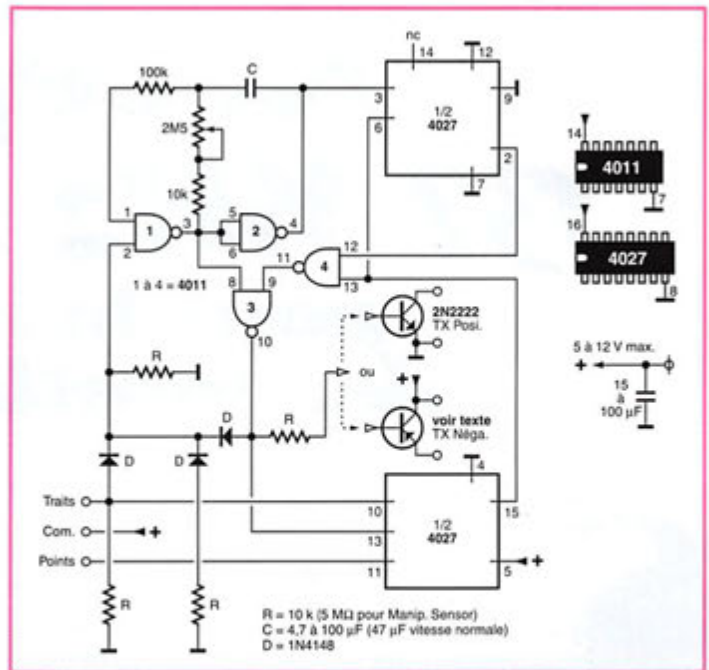 nc
14
12
100k
C
3
9
1/2
4027
6
2
7
2M5
10k
1
2
1
3
5
6
2
4
12
13
4
11
1 à 4 = 4011
8
9
3
10
14
4011
7
16
4027
8
2N2222
TX Posi.
ou
+
voir texte
TX Néga.
5 à 12 V max.
+
15
à
100 µF
R
D
R
D
D
4
Traits
10
15
Com.
+
1/2
4027
13
Points
11
5
+
R
R
R = 10 k (5 MΩ pour Manip. Sensor)
C = 4,7 à 100 µF (47 µF vitesse normale)
D = 1N4148